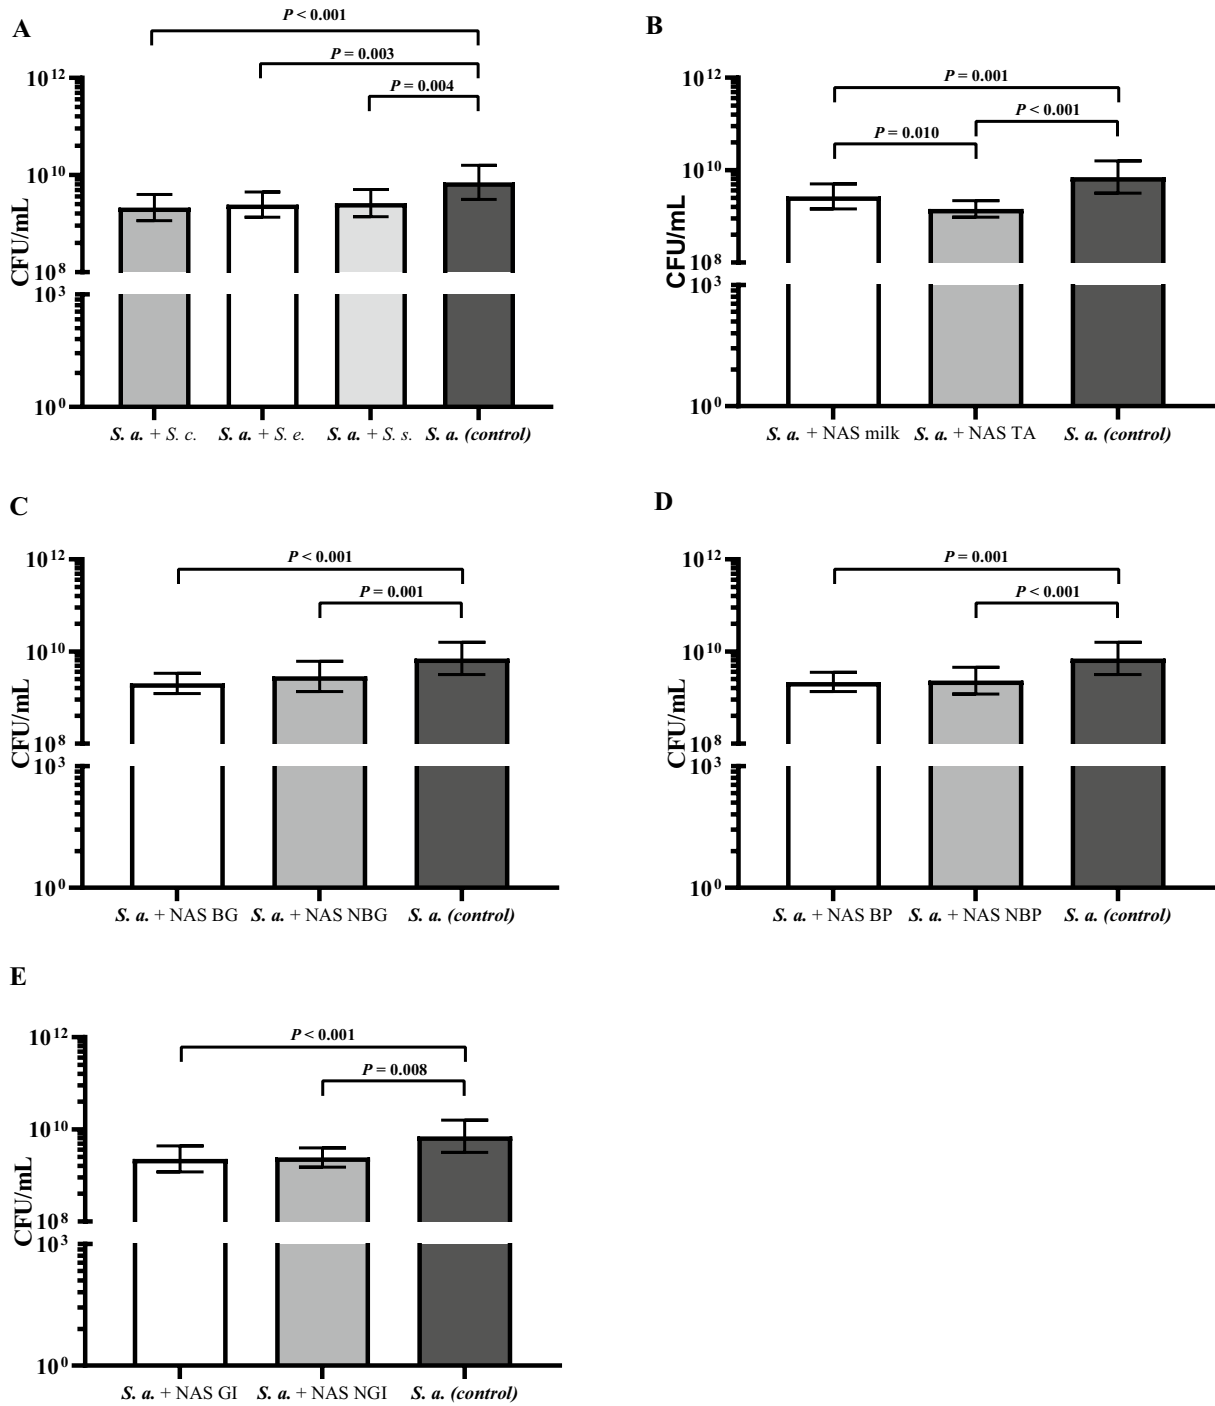 A
P < 0.001
P = 0.003
P = 0.004
10¹²
10¹⁰
10⁸
10³
10⁰
CFU/mL
S. a. + S. c. S. a. + S. e. S. a. + S. s. S. a. (control)
B
P = 0.001
P < 0.001
P = 0.010
10¹²
10¹⁰
10⁸
10³
10⁰
CFU/mL
S. a. + NAS milk S. a. + NAS TA S. a. (control)
C
P < 0.001
P = 0.001
10¹²
10¹⁰
10⁸
10³
10⁰
CFU/mL
S. a. + NAS BG S. a. + NAS NBG S. a. (control)
D
P = 0.001
P < 0.001
10¹²
10¹⁰
10⁸
10³
10⁰
CFU/mL
S. a. + NAS BP S. a. + NAS NBP S. a. (control)
E
P < 0.001
P = 0.008
10¹²
10¹⁰
10⁸
10³
10⁰
CFU/mL
S. a. + NAS GI S. a. + NAS NGI S. a. (control)